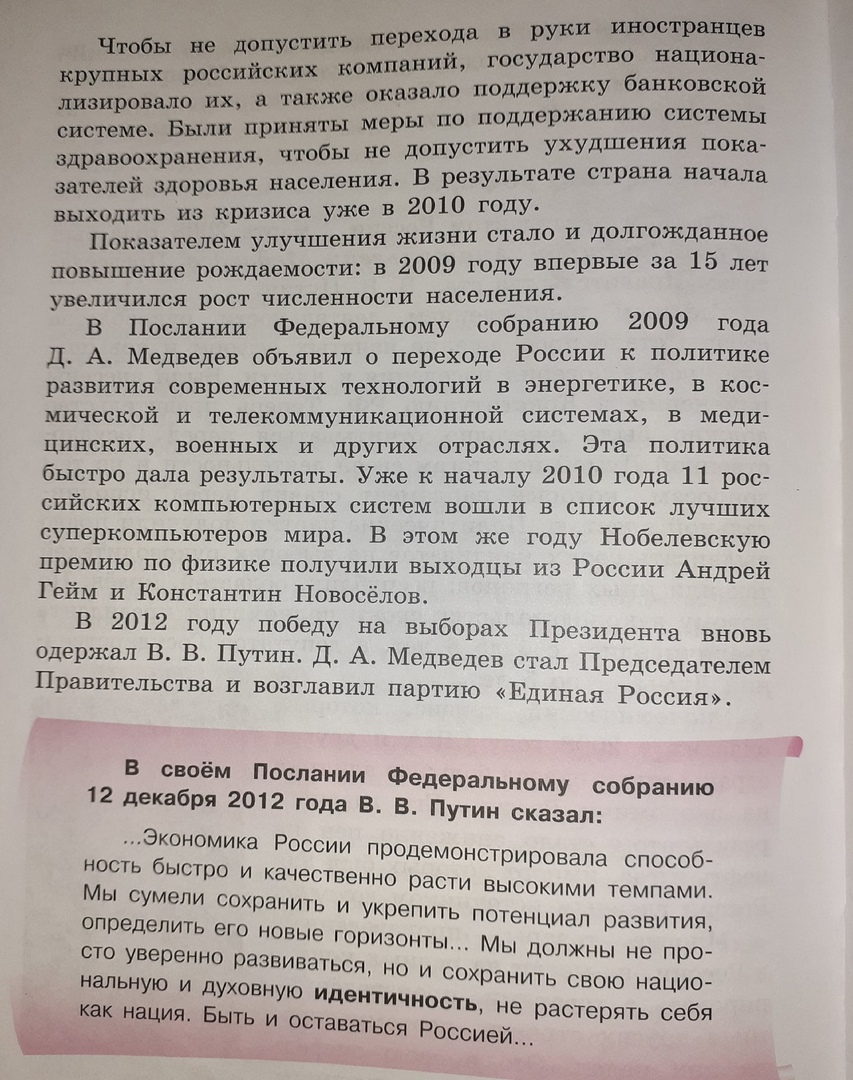 Чтобы не допустить перехода в руки иностранцев
крупных российских компаний, государство национа-
лизировало их, а также оказало поддержку банковской
системе. Были приняты меры по поддержанию системы
здравоохранения, чтобы не допустить ухудшения пока-
зателей здоровья населения. В результате страна начала
выходить из кризиса уже в 2010 году.
Показателем улучшения жизни стало и долгожданное
повышение рождаемости: в 2009 году впервые за 15 лет
увеличился рост численности населения.
В Послании Федеральному собранию 2009 года
Д. А. Медведев объявил о переходе России к политике
развития современных технологий в энергетике, в кос-
мической и телекоммуникационной системах, в меди-
цинских, военных и других отраслях. Эта политика
быстро дала результаты. Уже к началу 2010 года 11 рос-
сийских компьютерных систем вошли в список лучших
суперкомпьютеров мира. В этом же году Нобелевскую
премию по физике получили выходцы из России Андрей
Гейм и Константин Новосёлов.
В 2012 году победу на выборах Президента вновь
одержал В. В. Путин. Д. А. Медведев стал Председателем
Правительства и возглавил партию «Единая Россия».
В своём Послании Федеральному собранию
12 декабря 2012 года В. В. Путин сказал:
...Экономика России продемонстрировала способ-
ность быстро и качественно расти высокими темпами.
Мы сумели сохранить и укрепить потенциал развития,
определить его новые горизонты... Мы должны не про-
сто уверенно развиваться, но и сохранить свою нацио-
нальную и духовную идентичность, не растерять себя
как нация. Быть и оставаться Россией...